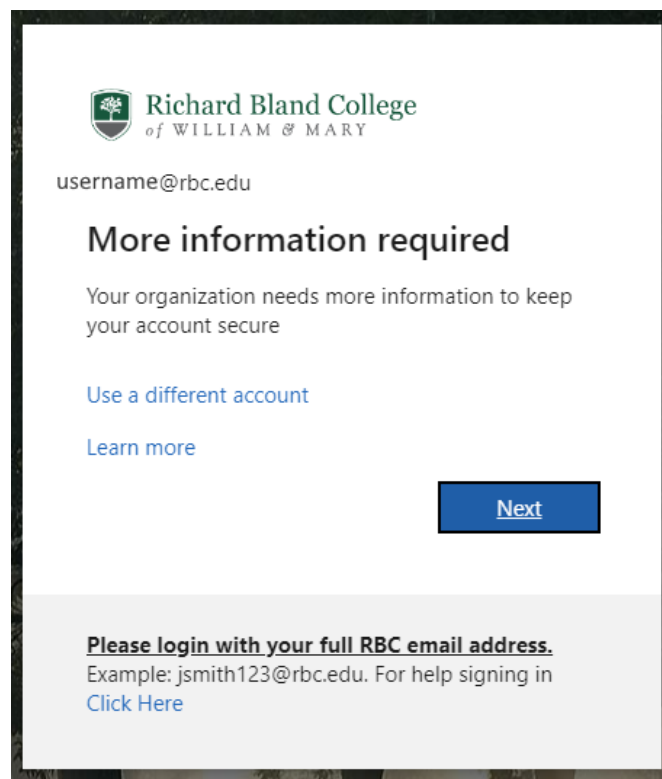 Richard Bland College
of WILLIAM & MARY
username@rbc.edu
More information required
Your organization needs more information to keep
your account secure
Use a different account
Learn more
Next
Please login with your full RBC email address.
Example: jsmith123@rbc.edu. For help signing in
Click Here